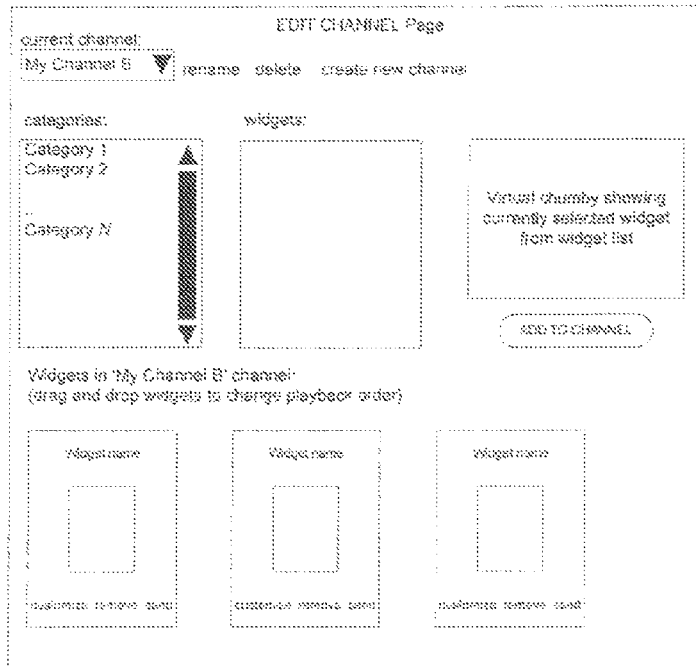 EDIT CHANNEL Page
current channel:
My Channel B
rename delete create new channel
categories:
widgets:
Category 1
Category 2
..
Category N
Virtual chumby showing
currently selected widget
from widget list
ADD TO CHANNEL
Widgets in 'My Channel B' channel:
(drag and drop widgets to change playback order)
Widget name
Widget name
Widget name
customize remove send
customize remove send
customize remove send